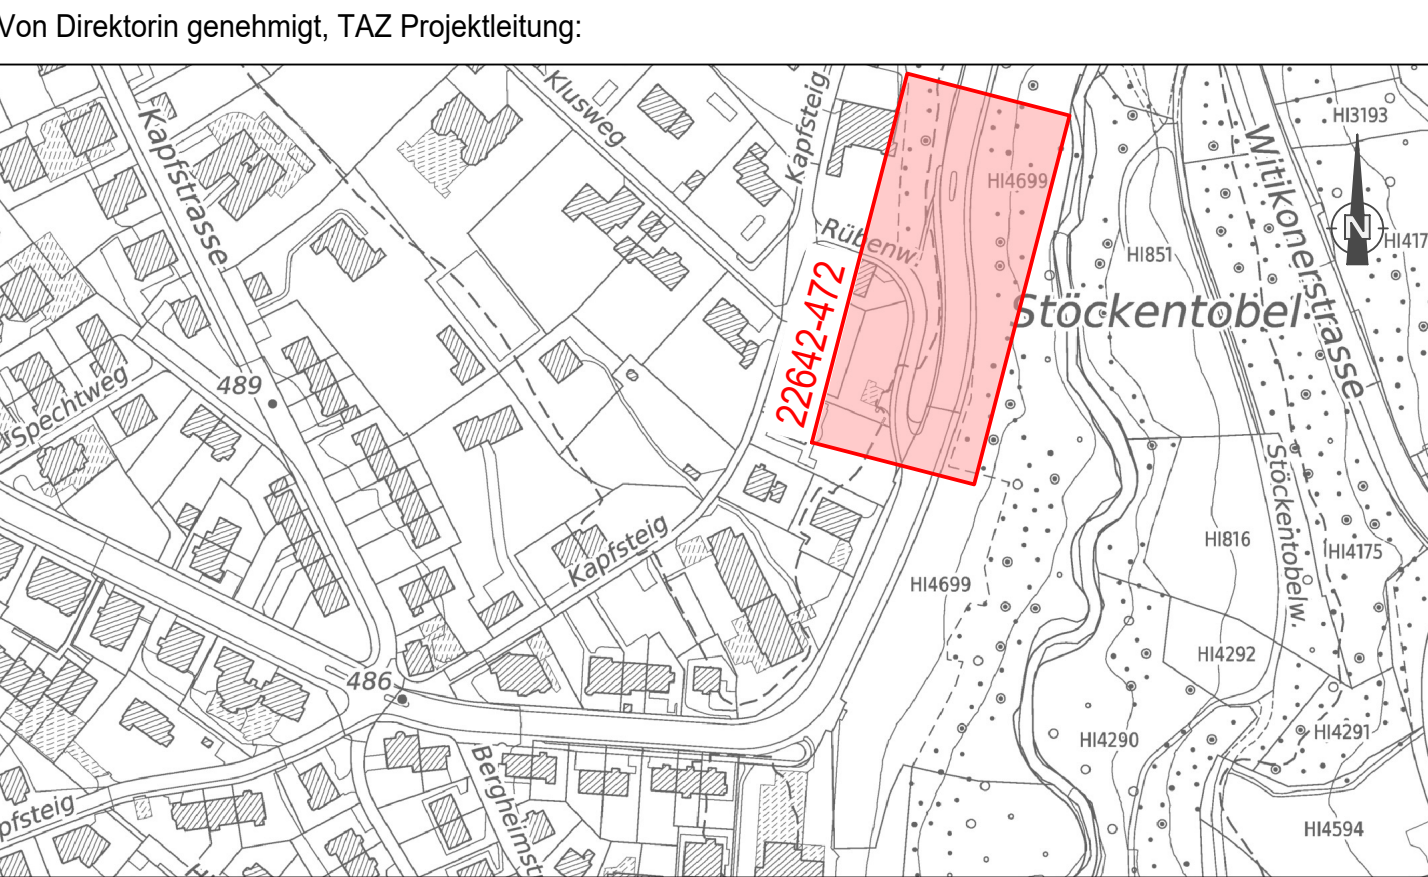 Von Direktorin genehmigt, TAZ Projektleitung:
Kapfstrasse
Klusweg
Kapfsteig
HI4699
HI3193
Witikonerstrasse
N
HI417
HI851
Rübenw.
Stöckentobel
22642-472
489
Spechtweg
Stöckentobelw.
HI816
HI4175
Kapfsteig
HI4699
HI4292
486
HI4290
HI4291
Bergheimst
pfsteig
HI4594